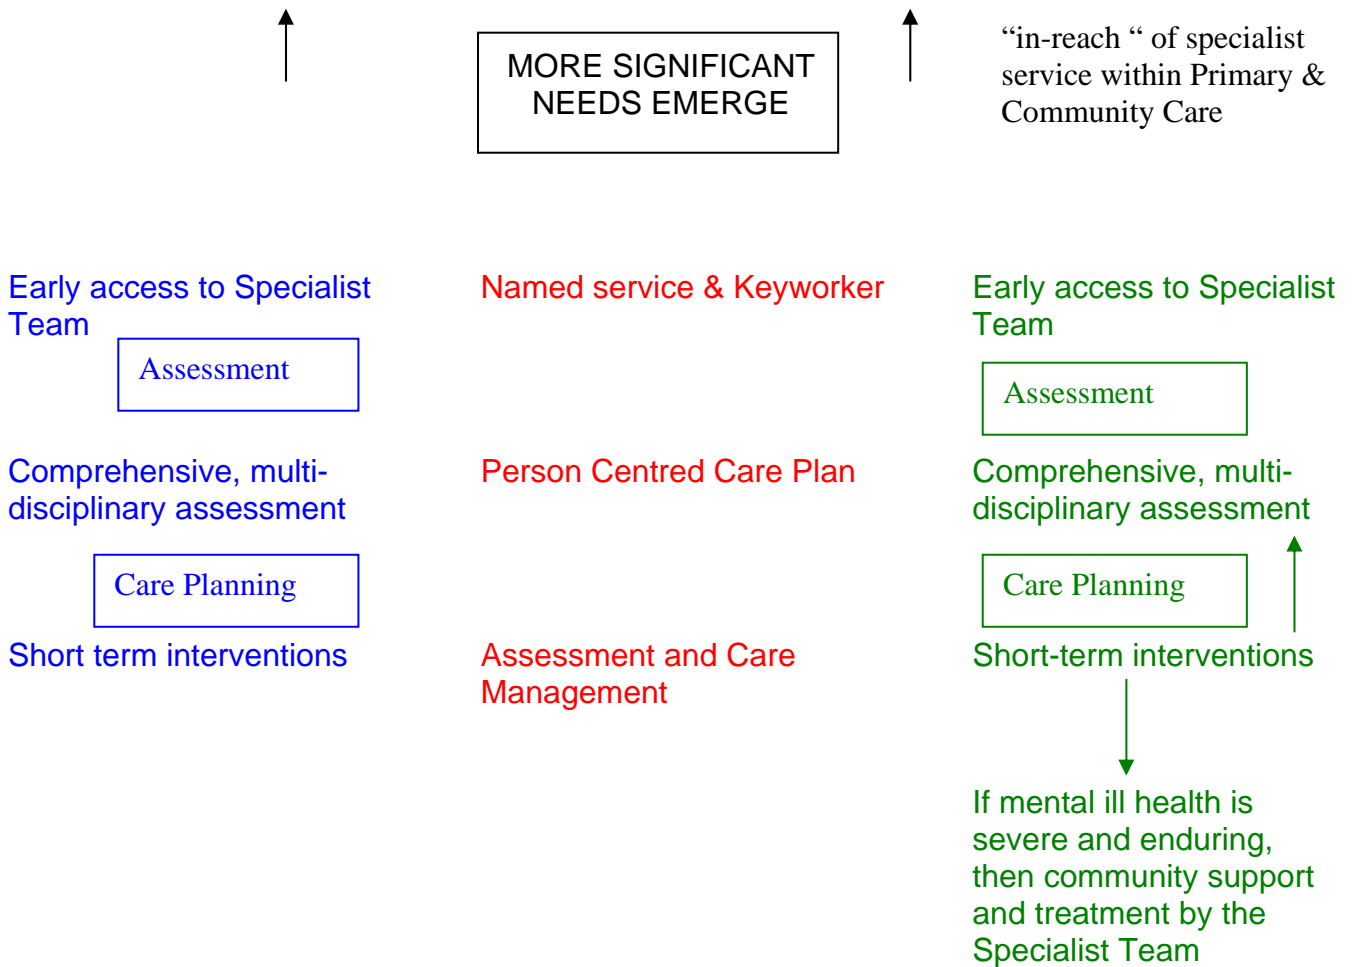 MORE SIGNIFICANT
NEEDS EMERGE
“in-reach “ of specialist
service within Primary &
Community Care
Early access to Specialist
Team
Assessment
Comprehensive, multi-
disciplinary assessment
Care Planning
Short term interventions
Named service & Keyworker
Person Centred Care Plan
Assessment and Care
Management
Early access to Specialist
Team
Assessment
Comprehensive, multi-
disciplinary assessment
Care Planning
Short-term interventions
If mental ill health is
severe and enduring,
then community support
and treatment by the
Specialist Team